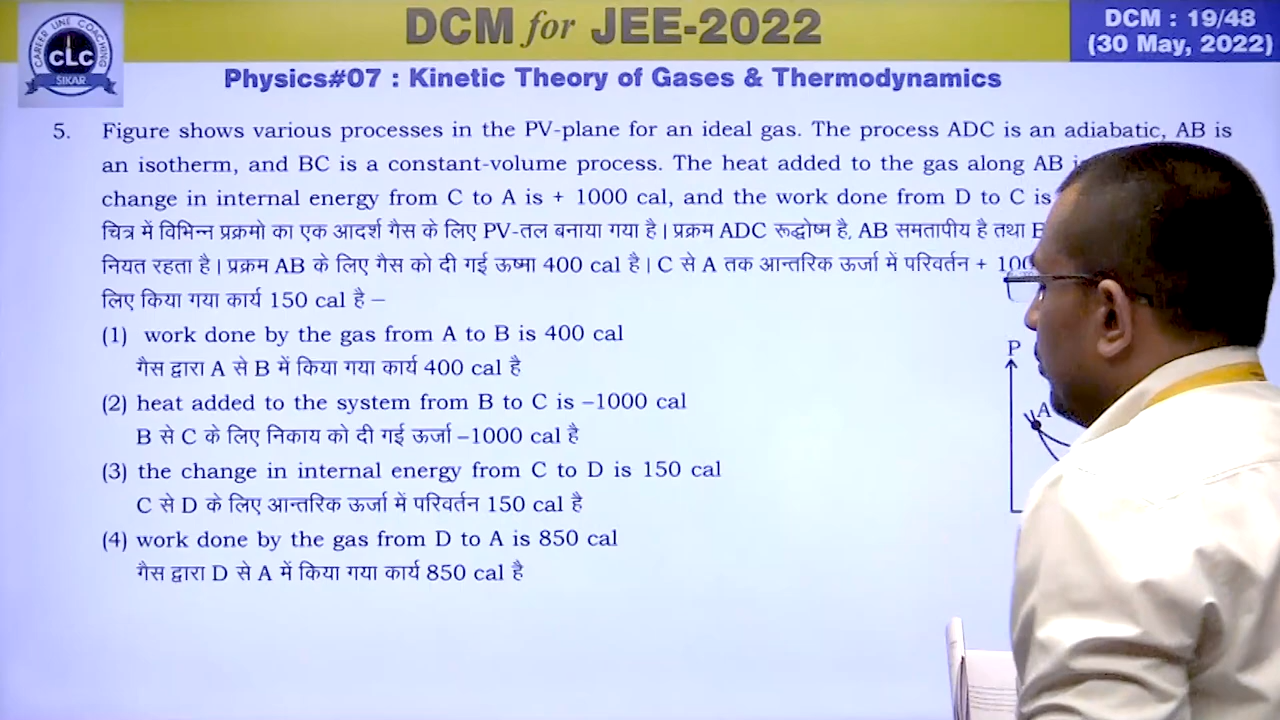 CAREER LINE COACHING
CLC
SIKAR
DCM for JEE-2022
DCM : 19/48
(30 May, 2022)
Physics#07 : Kinetic Theory of Gases & Thermodynamics
5. Figure shows various processes in the PV-plane for an ideal gas. The process ADC is an adiabatic, AB is
an isotherm, and BC is a constant-volume process. The heat added to the gas along AB
change in internal energy from C to A is + 1000 cal, and the work done from D to C is
चित्र में विभिन्न प्रक्रमो का एक आदर्श गैस के लिए PV-तल बनाया गया है। प्रक्रम ADC रूद्धोष्म है, AB समतापीय है तथा
नियत रहता है। प्रक्रम AB के लिए गैस को दी गई ऊष्मा 400 cal है। C से A तक आन्तरिक ऊर्जा में परिवर्तन +
लिए किया गया कार्य 150 cal है –
(1) work done by the gas from A to B is 400 cal
गैस द्वारा A से B में किया गया कार्य 400 cal है
(2) heat added to the system from B to C is –1000 cal
B से C के लिए निकाय को दी गई ऊर्जा –1000 cal है
(3) the change in internal energy from C to D is 150 cal
C से D के लिए आन्तरिक ऊर्जा में परिवर्तन 150 cal है
(4) work done by the gas from D to A is 850 cal
गैस द्वारा D से A में किया गया कार्य 850 cal है
P
A